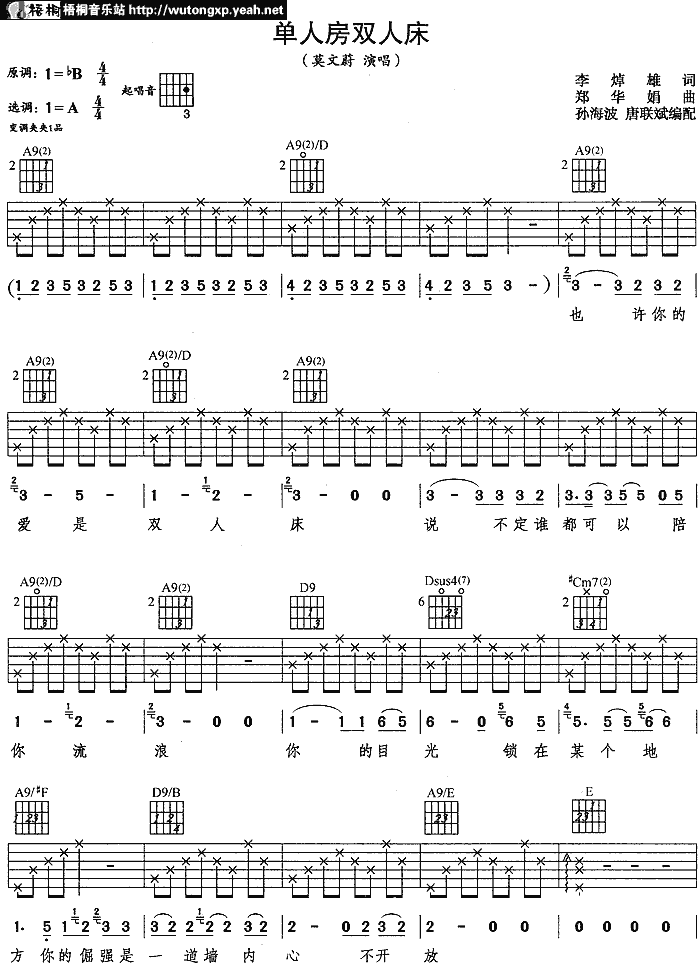 梧桐 梧桐音乐站 http://wutongxp.yeah.net
单人房双人床
(莫文蔚 演唱)
原调:1=♭B 4/4
选调:1=A 4/4
变调夹夹1品
起唱音
3
李焯雄 词
郑华娟 曲
孙海波 唐联斌编配
A9(2) A9(2)/D A9(2)
(1 2 3 5 3 2 5 3 | 1 2 3 5 3 2 5 3 | 4 2 3 5 3 2 5 3 | 4 2 3 5 3 - ) | 3 - 3 2 3 2 |
也 许你的
A9(2) A9(2)/D A9(2)
3 - 5 - | 1 - 2 - | 3 - 0 0 | 3 - 3 3 3 2 | 3. 3 3 5 5 0 5 |
爱 是 双 人 床 说 不定谁 都可以 陪
A9(2)/D A9(2) D9 Dsus4(7) #Cm7(2)
1 - 2 - | 3 - 0 0 | 1 - 1 1 6 5 | 6 - 0 6 5 | 5. 5 5 6 6 |
你 流 浪 你 的目 光 锁在 某 个 地
A9/#F D9/B A9/E E
1. 5 1 2 3 3 | 3 2 2 2 3 2 | 2 - 0 2 3 2 | 2 - 0 0 | 0 0 0 0 |
方 你的倔强是 一道墙 内 心 不开 放